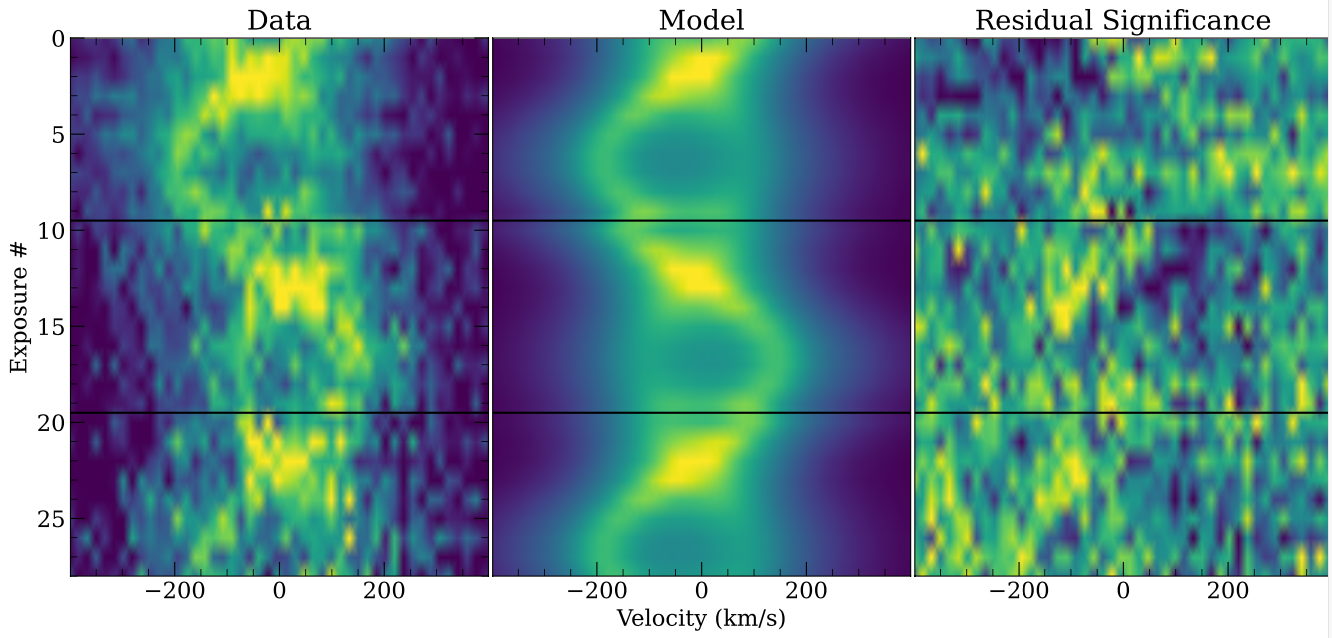 Data Model Residual Significance
0
5
10
15
20
25
Exposure #
−200 0 200 −200 0 200 −200 0 200
Velocity (km/s)